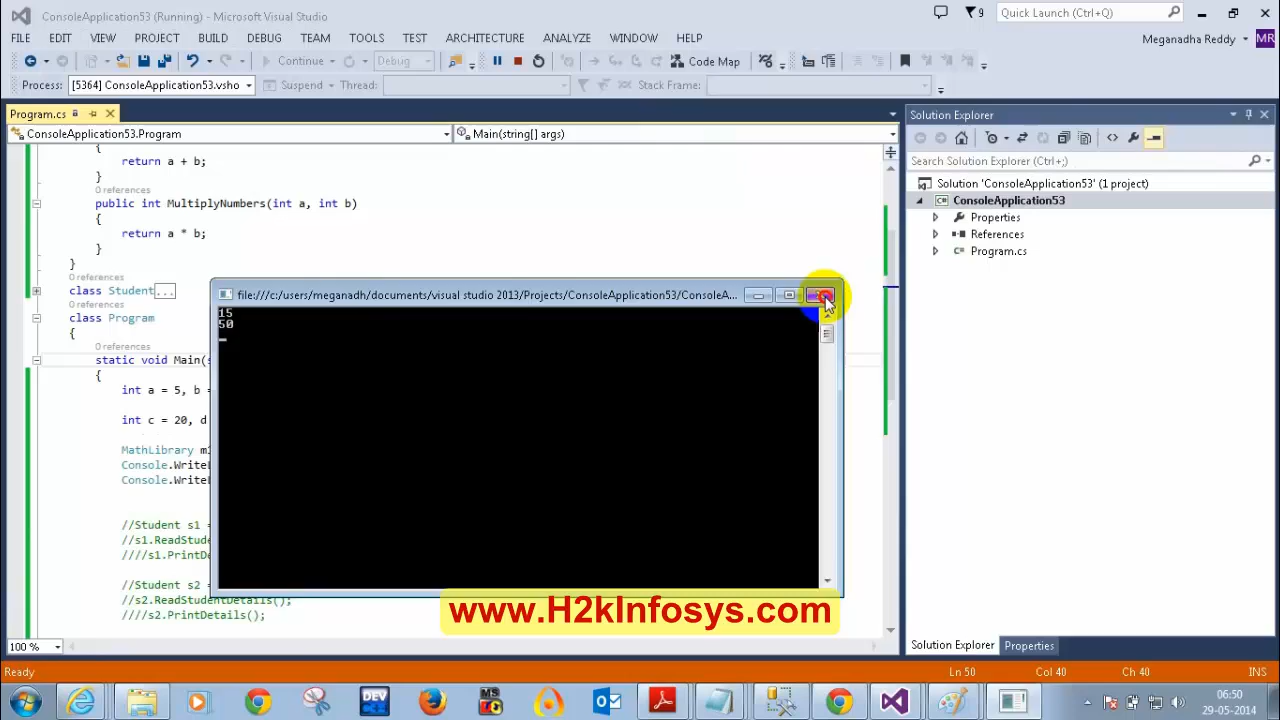 ConsoleApplication53 (Running) - Microsoft Visual Studio
9
Quick Launch (Ctrl+Q)
FILE EDIT VIEW PROJECT BUILD DEBUG TEAM TOOLS TEST ARCHITECTURE ANALYZE WINDOW HELP
Meganadha Reddy
MR
Continue
Debug
Code Map
Process: [5364] ConsoleApplication53.vsho
Suspend
Thread:
Stack Frame:
Program.cs
ConsoleApplication53.Program
Main(string[] args)
{
return a + b;
}
0 references
public int MultiplyNumbers(int a, int b)
{
return a * b;
}
}
0 references
class Student...
0 references
class Program
{
0 references
static void Main(
{
int a = 5, b =
int c = 20, d
MathLibrary
Console.Write
Console.Write
//Student s1 =
//s1.ReadStude
////s1.PrintDe
//Student s2 =
//s2.ReadStudentDetails();
////s2.PrintDetails();
file:///c:/users/meganadh/documents/visual studio 2013/Projects/ConsoleApplication53/ConsoleA...
15
50
www.H2kInfosys.com
100 %
Solution Explorer
Search Solution Explorer (Ctrl+;)
Solution 'ConsoleApplication53' (1 project)
ConsoleApplication53
Properties
References
Program.cs
Solution Explorer
Properties
Ready
Ln 50
Col 40
Ch 40
INS
DEV
MS
06:50
29-05-2014